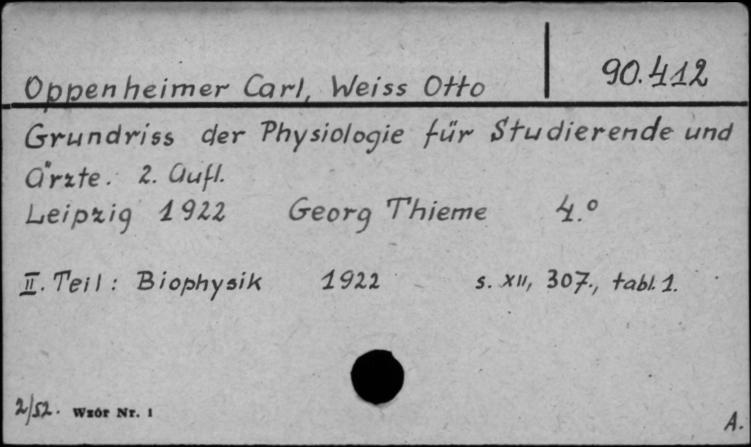 Oppenheimer Carl, Weiss Otto 90.412
Grundriss der Physiologie für Studierende und
Ärzte. 2. Aufl.
Leipzig 1922 Georg Thieme 4.°
II. Teil: Biophysik 1922 s. XII, 307., tabl. 1.
2/52. Wzór Nr. 1
A.